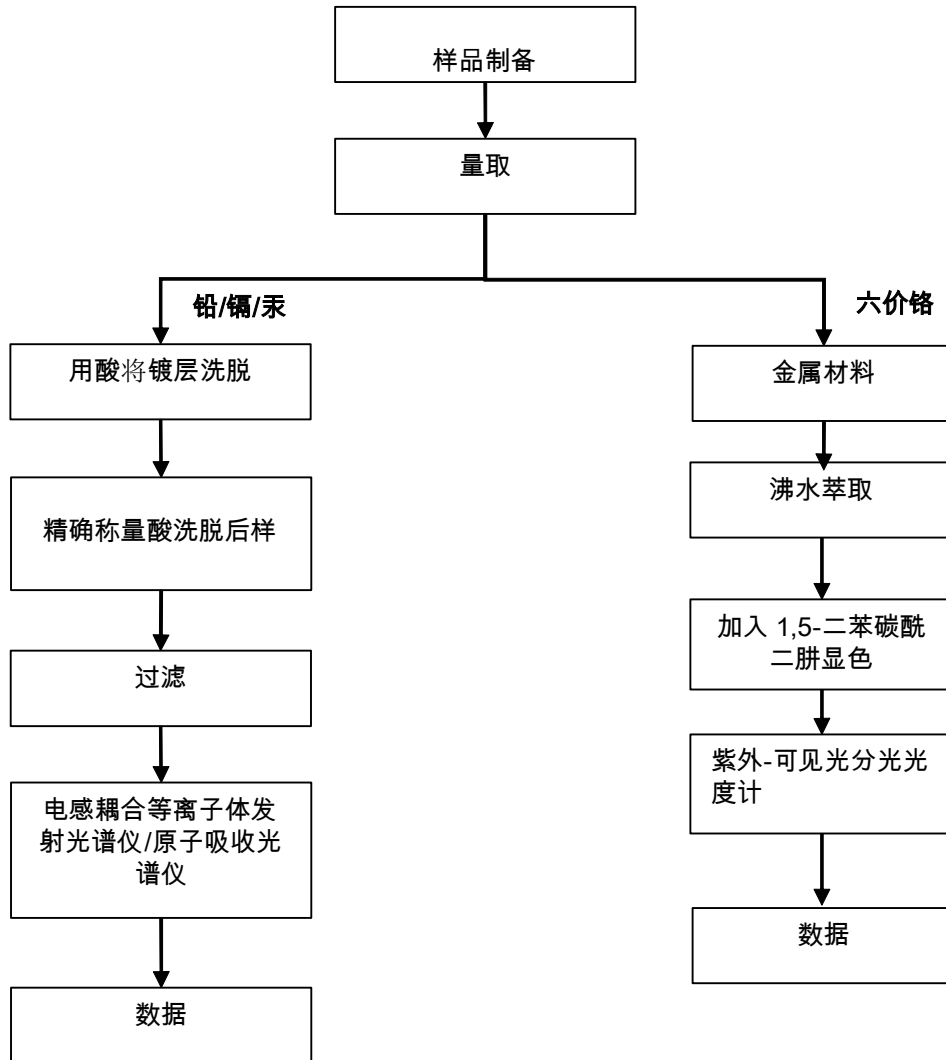 样品制备
量取
铅/镉/汞
六价铬
用酸将镀层洗脱
金属材料
精确称量酸洗脱后样
沸水萃取
过滤
加入 1,5-二苯碳酰
二肼显色
电感耦合等离子体发
射光谱仪/原子吸收光
谱仪
紫外-可见光分光光
度计
数据
数据